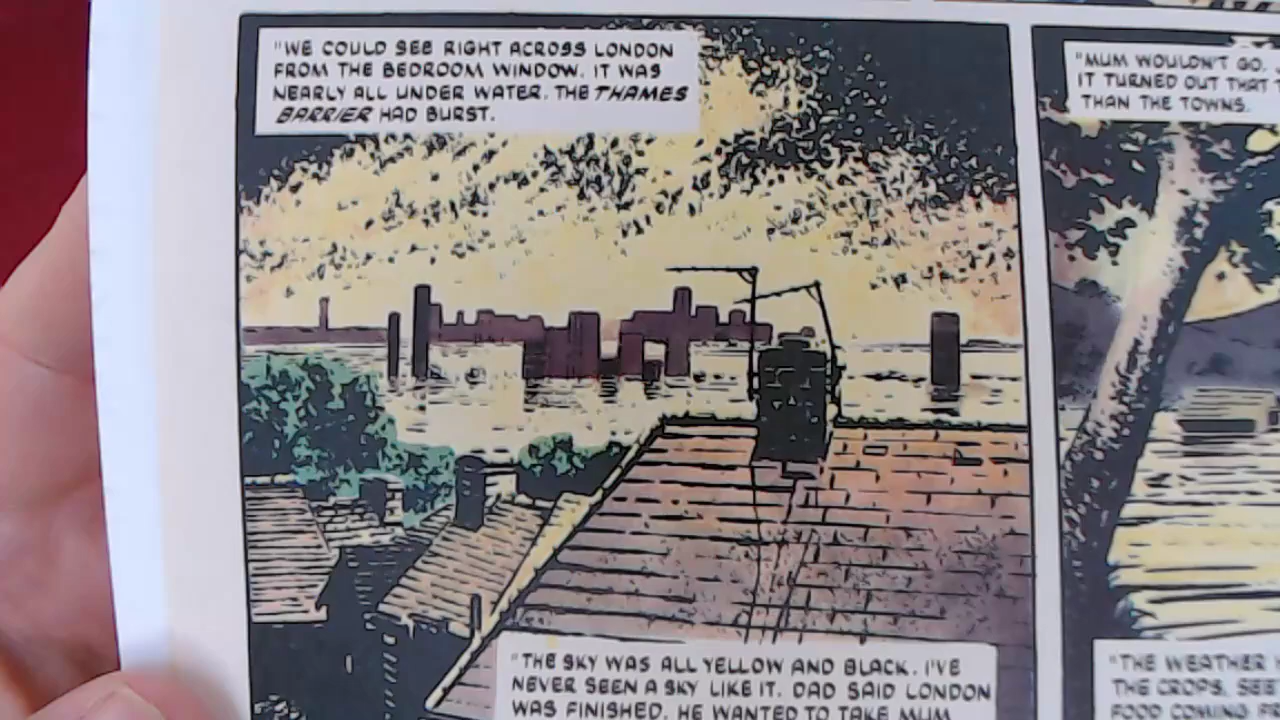 "WE COULD SEE RIGHT ACROSS LONDON
FROM THE BEDROOM WINDOW. IT WAS
NEARLY ALL UNDER WATER. THE THAMES
BARRIER HAD BURST.
"THE SKY WAS ALL YELLOW AND BLACK. I'VE
NEVER SEEN A SKY LIKE IT. DAD SAID LONDON
WAS FINISHED. HE WANTED TO TAKE MUM
"MUM WOULDN'T GO.
IT TURNED OUT THAT
THAN THE TOWNS.
"THE WEATHER
THE CROPS.
FOOD COMING